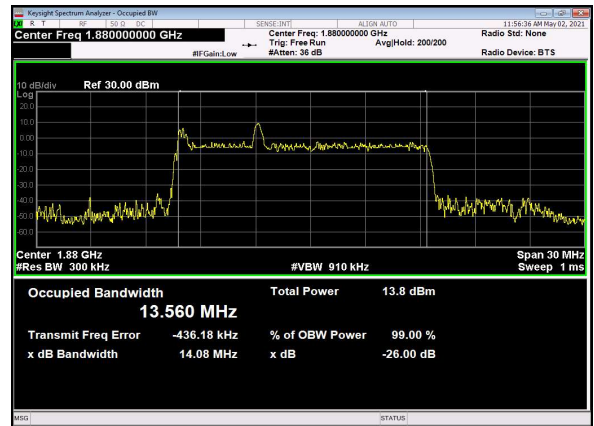 Keysight Spectrum Analyzer - Occupied BW
R T RF 50 Ω DC SENSE:INT ALIGN AUTO 11:56:36 AM May 02, 2021
Center Freq 1.880000000 GHz Center Freq: 1.880000000 GHz Radio Std: None
Trig: Free Run Avg|Hold: 200/200
#IFGain:Low #Atten: 36 dB Radio Device: BTS
10 dB/div Ref 30.00 dBm
Log
20.0
10.0
0.00
-10.0
-20.0
-30.0
-40.0
-50.0
-60.0
Center 1.88 GHz Span 30 MHz
#Res BW 300 kHz #VBW 910 kHz Sweep 1 ms
Occupied Bandwidth Total Power 13.8 dBm
13.560 MHz
Transmit Freq Error -436.18 kHz % of OBW Power 99.00 %
x dB Bandwidth 14.08 MHz x dB -26.00 dB
MSG STATUS